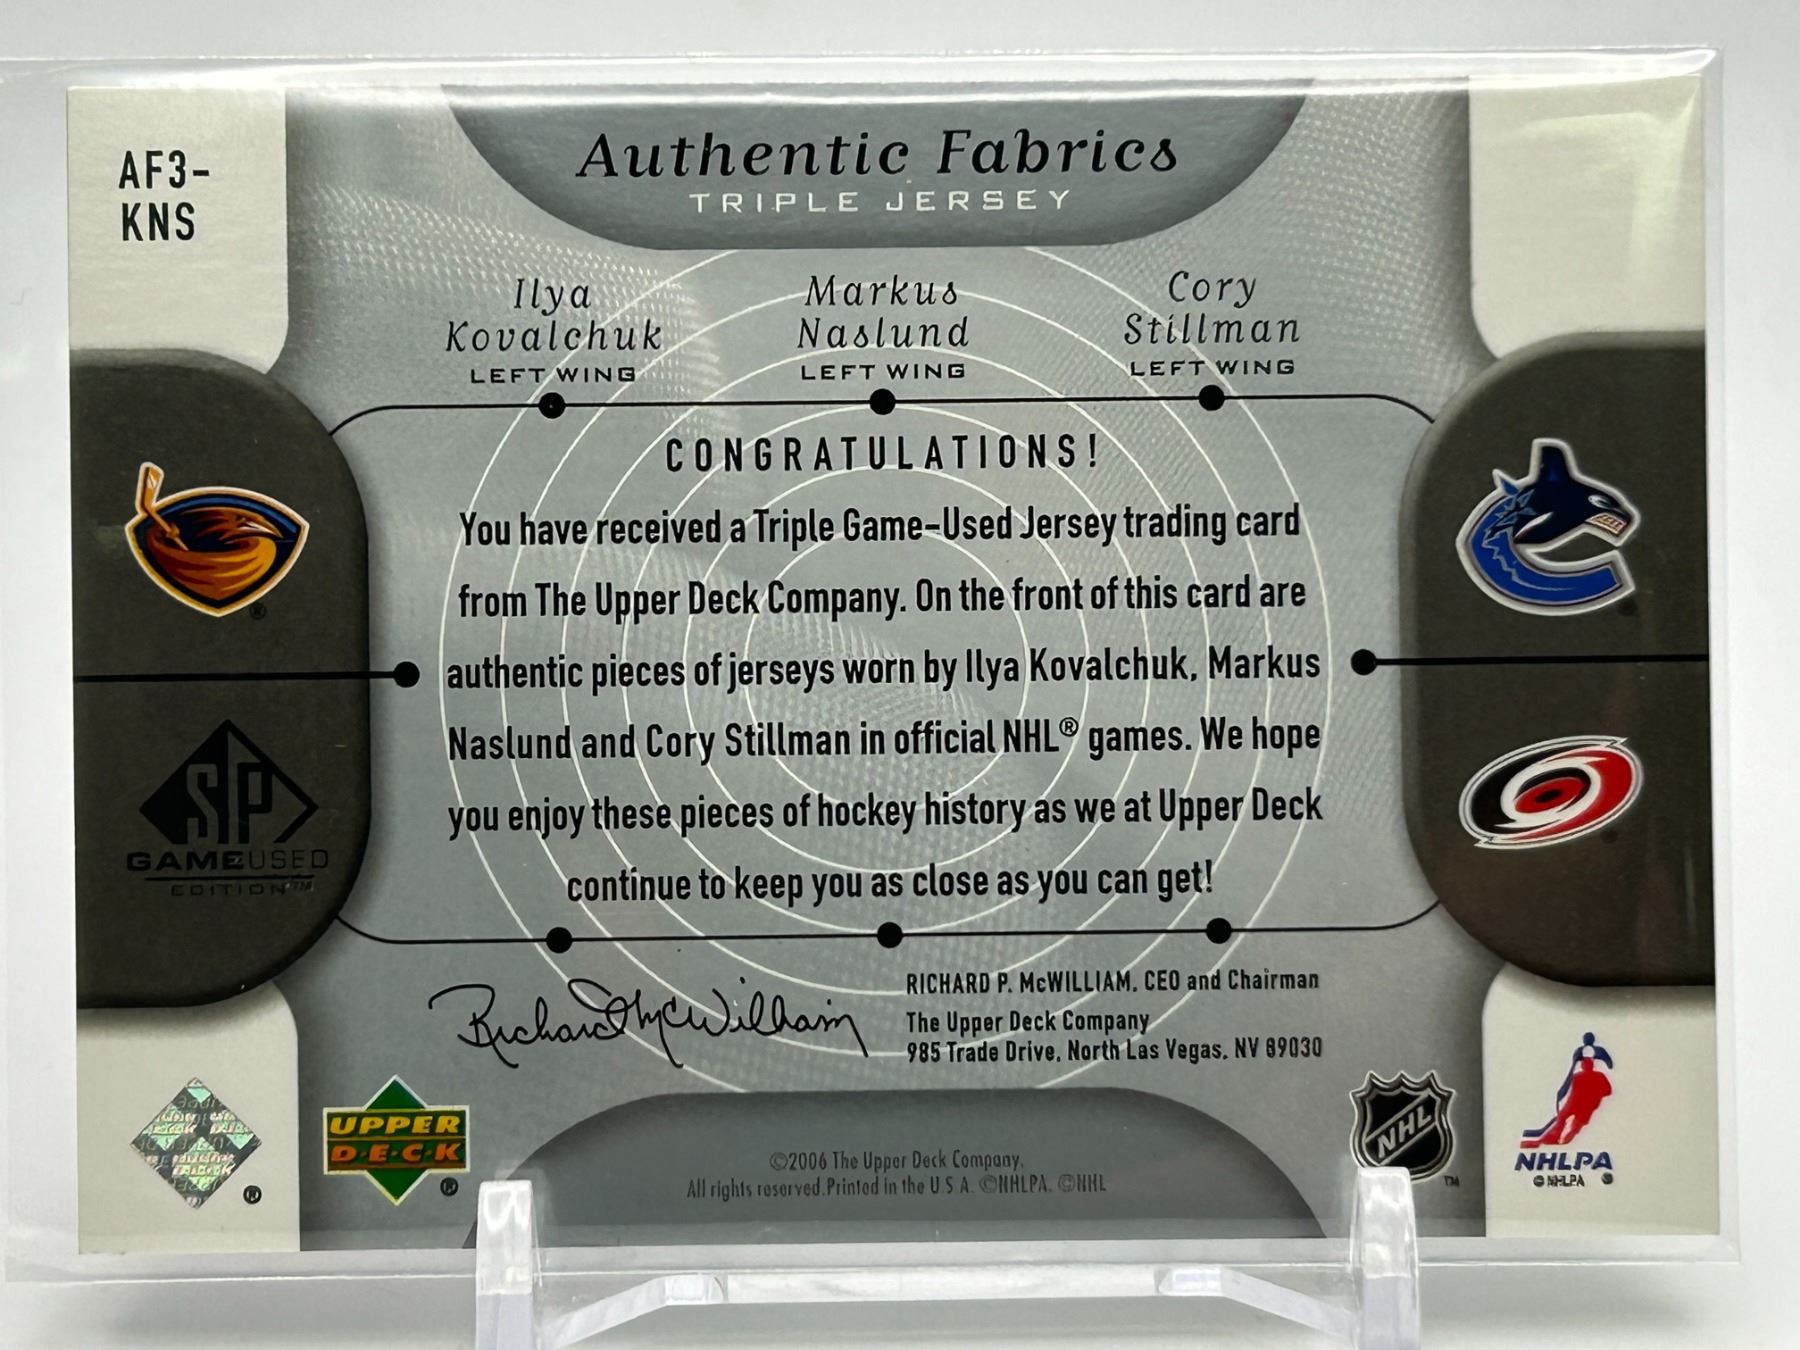 AF3-
KNS
Authentic Fabrics
TRIPLE JERSEY
Ilya
Kovalchuk
LEFT WING
Markus
Naslund
LEFT WING
Cory
Stillman
LEFT WING
CONGRATULATIONS!
You have received a Triple Game-Used Jersey trading card
from The Upper Deck Company. On the front of this card are
authentic pieces of jerseys worn by Ilya Kovalchuk, Markus
Naslund and Cory Stillman in official NHL® games. We hope
you enjoy these pieces of hockey history as we at Upper Deck
continue to keep you as close as you can get!
SP
GAMEUSED
EDITION™
Richard McWilliam
RICHARD P. McWILLIAM, CEO and Chairman
The Upper Deck Company
985 Trade Drive, North Las Vegas, NV 89030
UPPER
DECK
®
®
©2006 The Upper Deck Company.
All rights reserved. Printed in the U.S.A. ©NHLPA. ©NHL
NHL
TM
NHLPA
© NHLPA ®